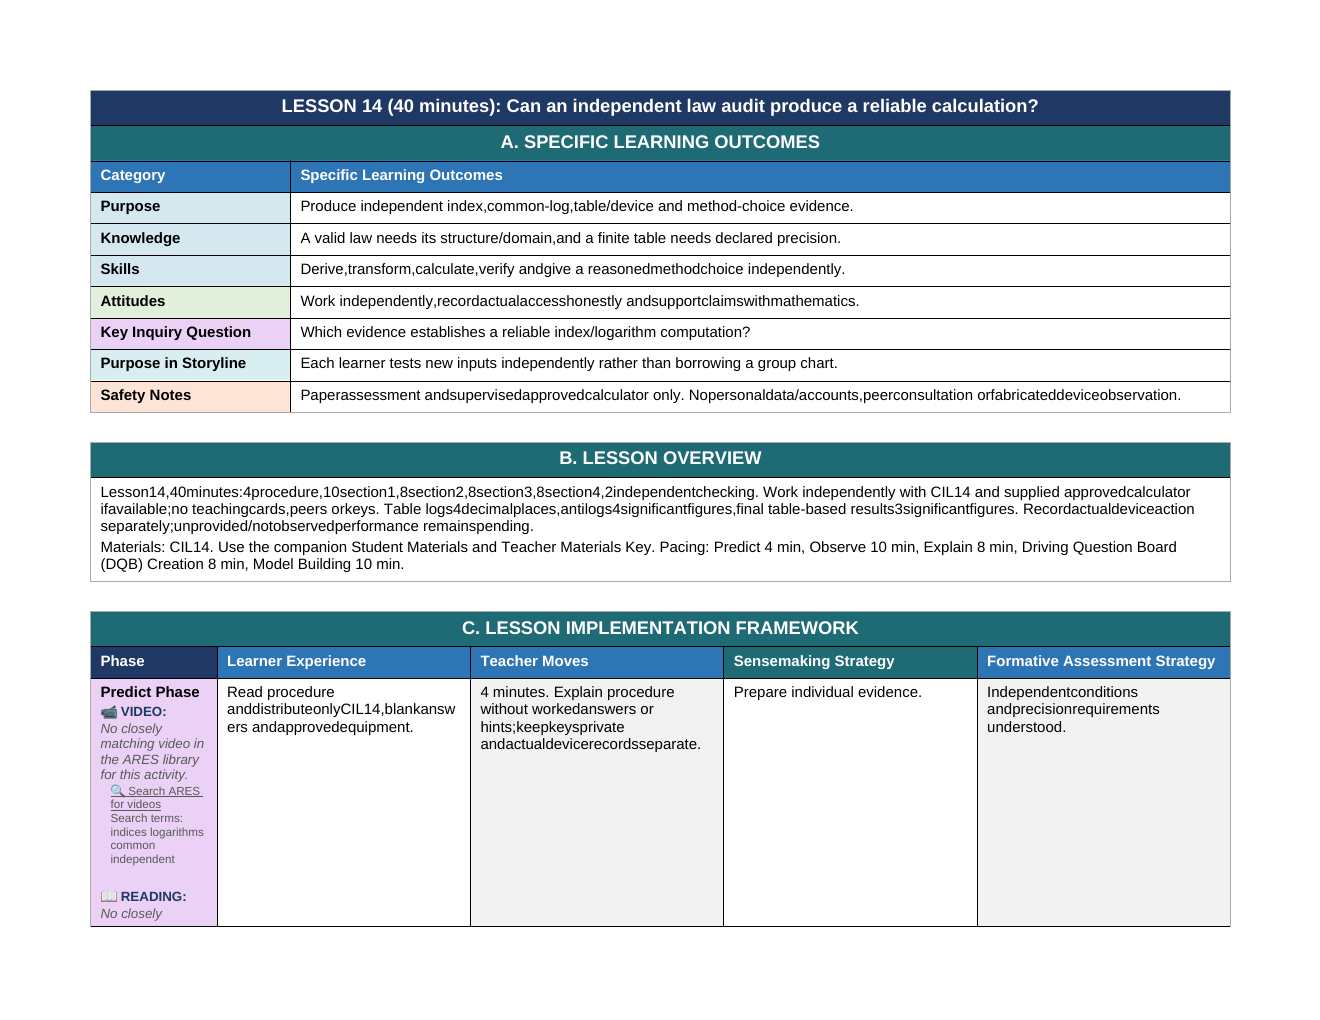 LESSON 14 (40 minutes): Can an independent law audit produce a reliable calculation?
A. SPECIFIC LEARNING OUTCOMES
Category Specific Learning Outcomes
Purpose Produce independent index,common-log,table/device and method-choice evidence.
Knowledge A valid law needs its structure/domain,and a finite table needs declared precision.
Skills Derive,transform,calculate,verify andgive a reasonedmethodchoice independently.
Attitudes Work independently,recordactualaccesshonestly andsupportclaimswithmathematics.
Key Inquiry Question Which evidence establishes a reliable index/logarithm computation?
Purpose in Storyline Each learner tests new inputs independently rather than borrowing a group chart.
Safety Notes Paperassessment andsupervisedapprovedcalculator only. Nopersonaldata/accounts,peerconsultation orfabricateddeviceobservation.
B. LESSON OVERVIEW
Lesson14,40minutes:4procedure,10section1,8section2,8section3,8section4,2independentchecking. Work independently with CIL14 and supplied approvedcalculator
ifavailable;no teachingcards,peers orkeys. Table logs4decimalplaces,antilogs4significantfigures,final table-based results3significantfigures. Recordactualdeviceaction
separately;unprovided/notobservedperformance remainspending.
Materials: CIL14. Use the companion Student Materials and Teacher Materials Key. Pacing: Predict 4 min, Observe 10 min, Explain 8 min, Driving Question Board
(DQB) Creation 8 min, Model Building 10 min.
C. LESSON IMPLEMENTATION FRAMEWORK
Phase Learner Experience Teacher Moves Sensemaking Strategy Formative Assessment Strategy
Predict Phase
📹 VIDEO:
No closely
matching video in
the ARES library
for this activity.
🔍 Search ARES
for videos
Search terms:
indices logarithms
common
independent
📖 READING:
No closely
Read procedure
anddistributeonlyCIL14,blankansw
ers andapprovedequipment.
4 minutes. Explain procedure
without workedanswers or
hints;keepkeysprivate
andactualdevicerecordsseparate.
Prepare individual evidence.
Independentconditions
andprecisionrequirements
understood.